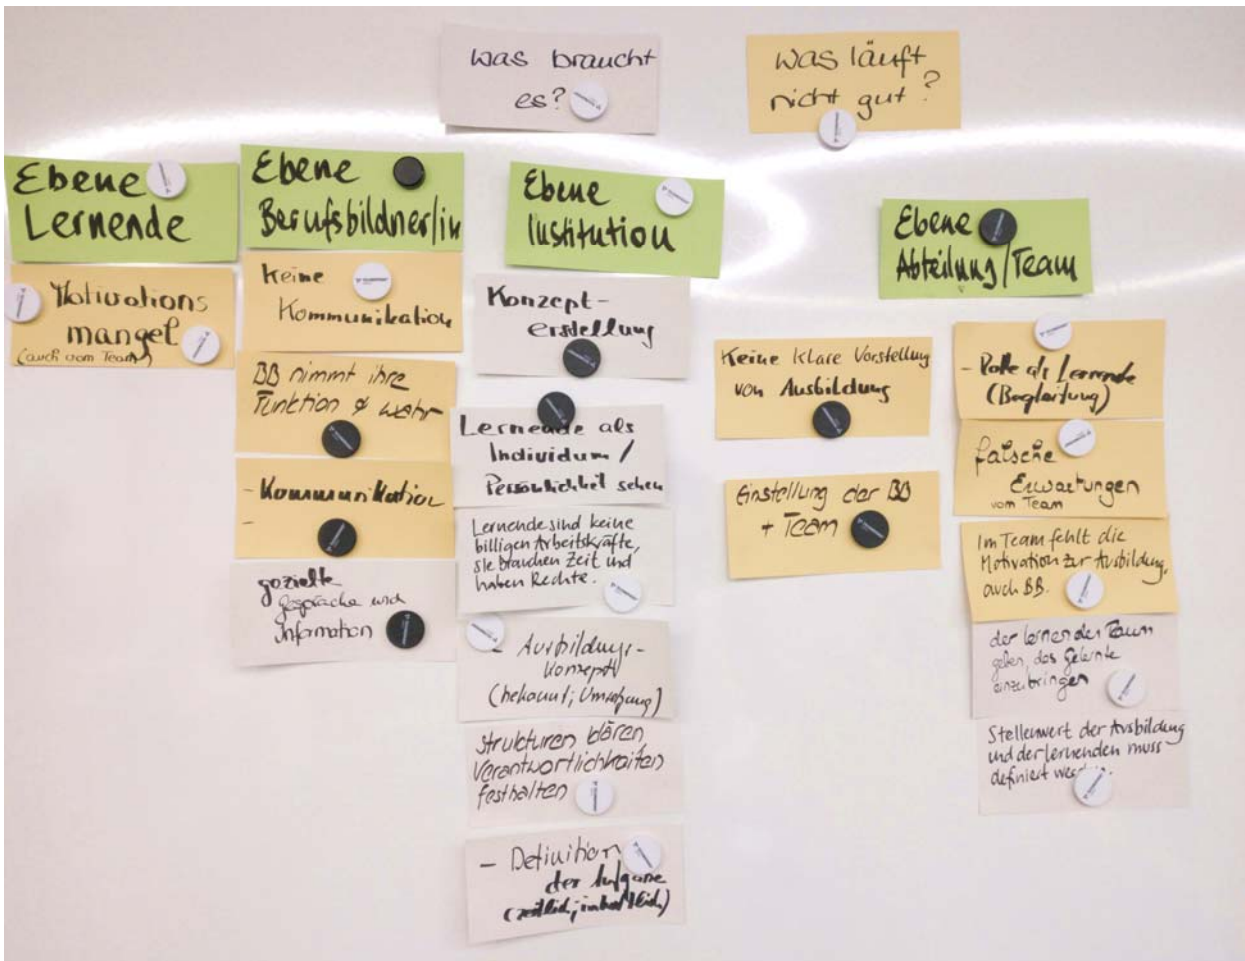 was braucht
es?
was läuft
nicht gut?
Ebene
Lernende
Motivations
mangel
(auch vom Team)
Ebene
Berufsbildner/in
Keine
Kommunikation
BB nimmt ihre
Funktion ∅ wahr
- Kommunikation
-
gezielte
Gespräche und
Information
Ebene
Institution
Konzept-
erstellung
Lernende als
Individum /
Persönlichkeit sehen
Lernende sind keine
billigen Arbeitskräfte,
sie brauchen Zeit und
haben Rechte.
- Ausbildungs-
konzept
(bekannt; Umsetzung)
Strukturen klären
Verantwortlichkeiten
festhalten
- Definition
der Aufgabe
(zeitlich; inhaltlich)
Ebene
Abteilung/Team
Keine klare Vorstellung
von Ausbildung
Einstellung der BB
+ Team
- Rolle als Lernende
(Begleitung)
falsche
Erwartungen
vom Team
Im Team fehlt die
Motivation zur Ausbildung,
auch BB.
der lernenden Raum
geben, das Gelernte
einzubringen
Stellenwert der Ausbildung
und der lernenden muss
definiert werden.